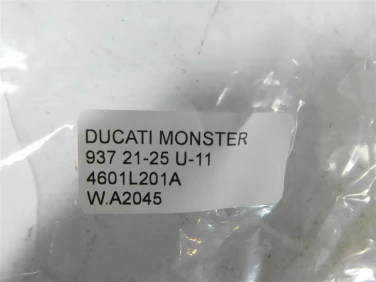 DUCATI MONSTER
937 21-25 U-11
4601L201A
W.A2045